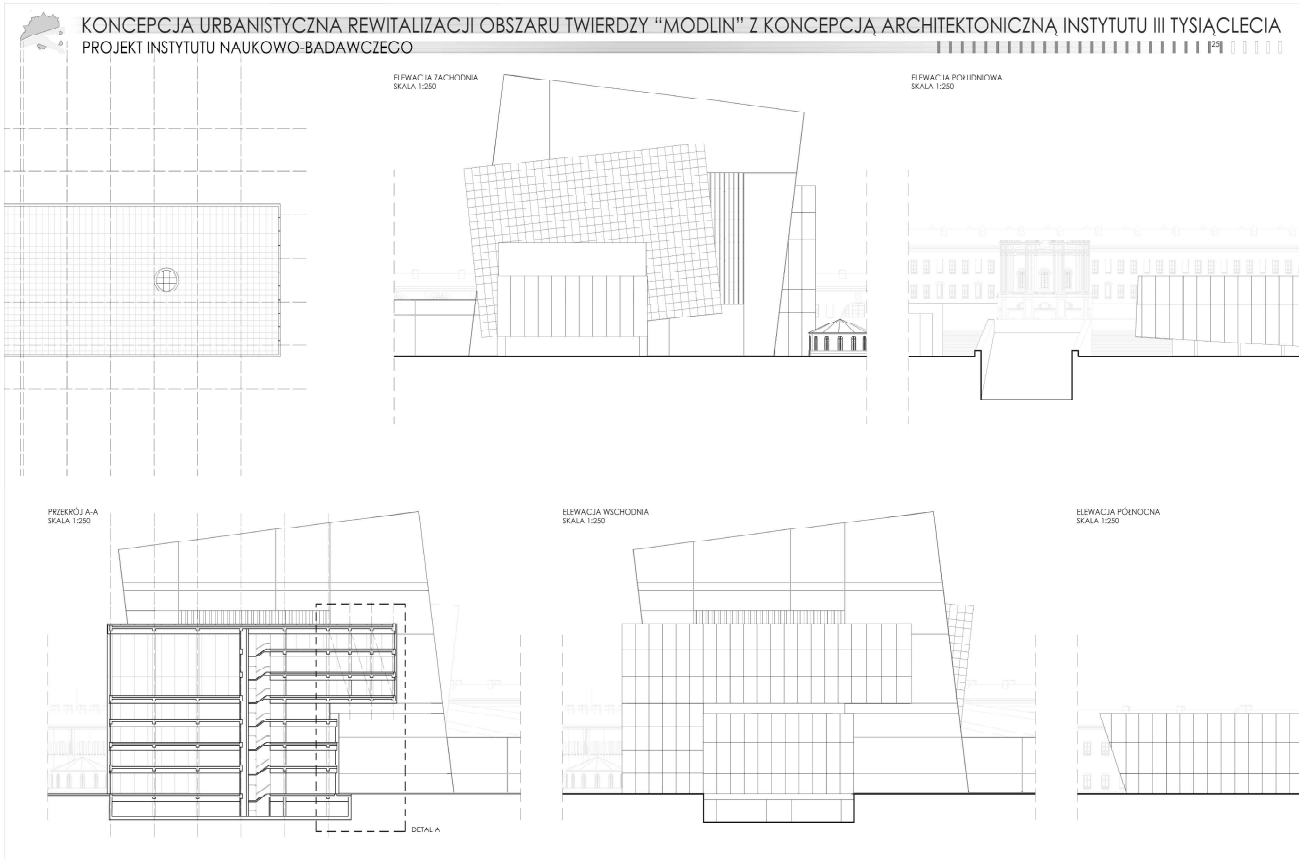 KONCEPCJA URBANISTYCZNA REWITALIZACJI OBSZARU TWIERDZY “MODLIN” Z KONCEPCJĄ ARCHITEKTONICZNĄ INSTYTUTU III TYSIĄCLECIA
PROJEKT INSTYTUTU NAUKOWO-BADAWCZEGO
25
ELEWACJA ZACHODNIA
SKALA 1:250
ELEWACJA POŁUDNIOWA
SKALA 1:250
PRZEKRÓJ A-A
SKALA 1:250
ELEWACJA WSCHODNIA
SKALA 1:250
ELEWACJA PÓŁNOCNA
SKALA 1:250
DETAL A